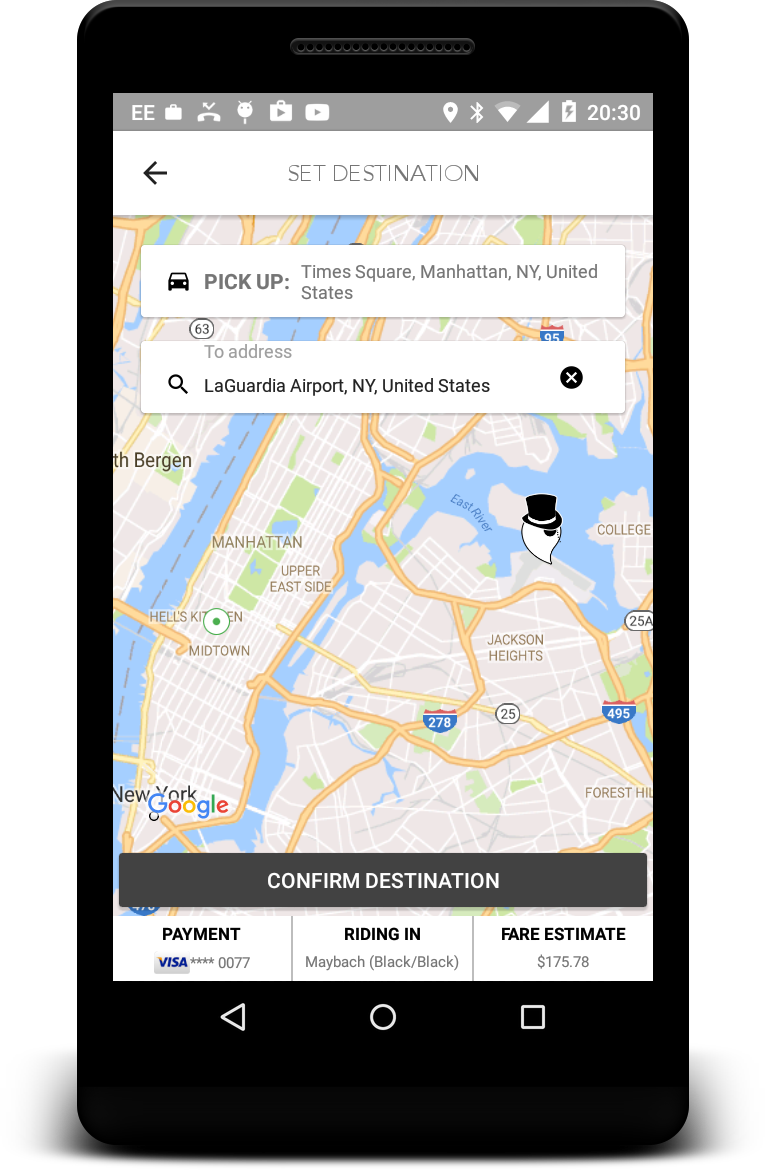 EE 20:30
SET DESTINATION
PICK UP: Times Square, Manhattan, NY, United
States
63
95
To address
LaGuardia Airport, NY, United States
th Bergen
East River
COLLEGE
MANHATTAN
UPPER
EAST SIDE
HELL'S KITCHEN
25A
MIDTOWN
JACKSON
HEIGHTS
25
495
278
New York
FOREST HIL
Google
CONFIRM DESTINATION
PAYMENT RIDING IN FARE ESTIMATE
VISA **** 0077 Maybach (Black/Black) $175.78